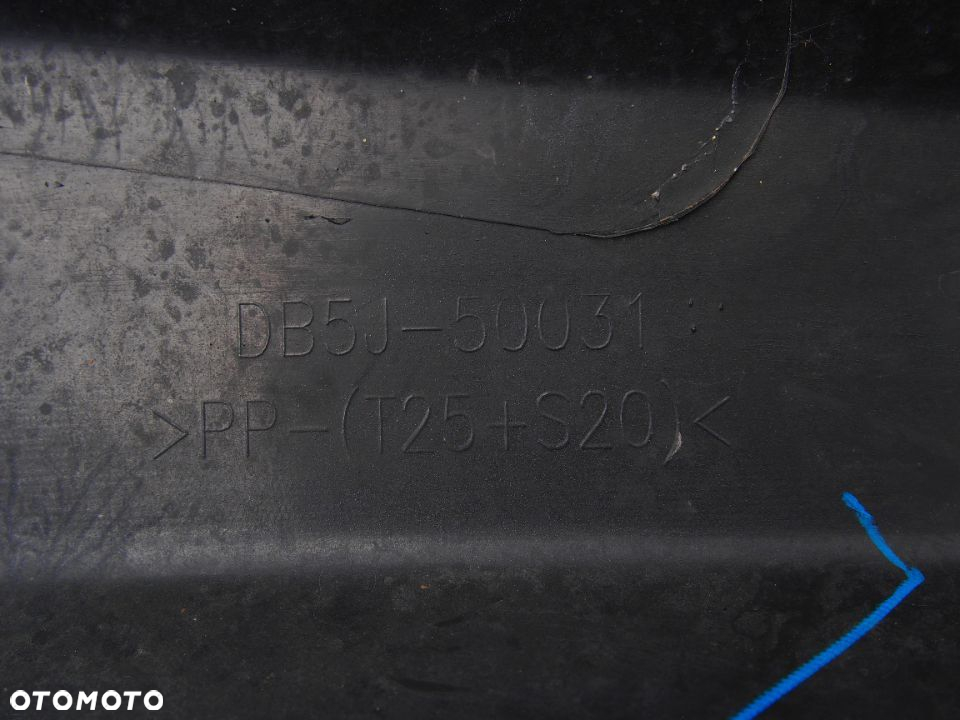 DB5J-50031
>PP-(T25+S20)<
OTOMOTO